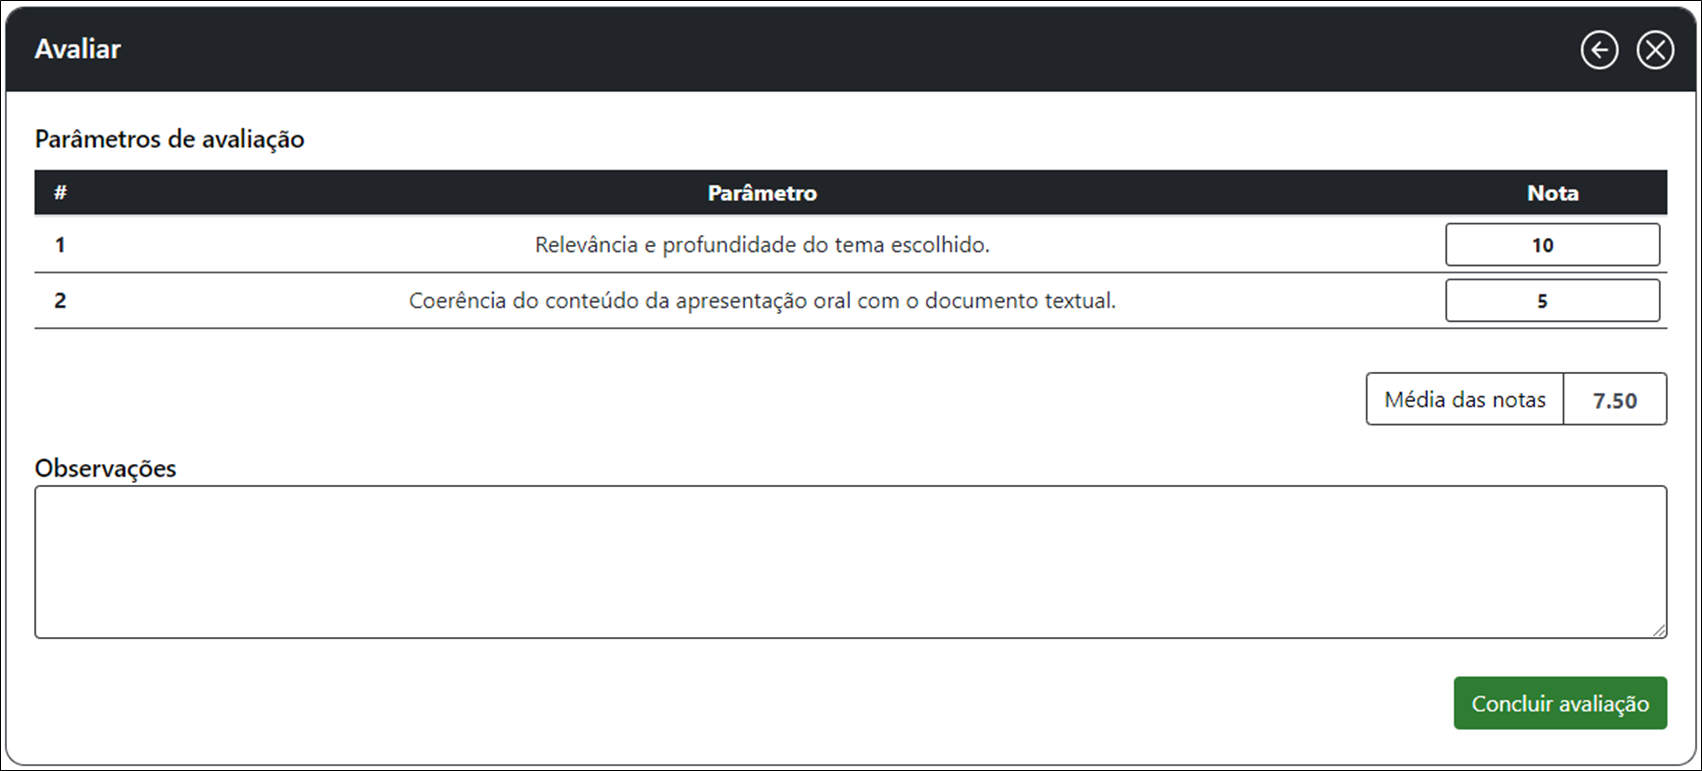 Avaliar
Parâmetros de avaliação
# Parâmetro Nota
1 Relevância e profundidade do tema escolhido. 10
2 Coerência do conteúdo da apresentação oral com o documento textual. 5
Média das notas 7.50
Observações
Concluir avaliação